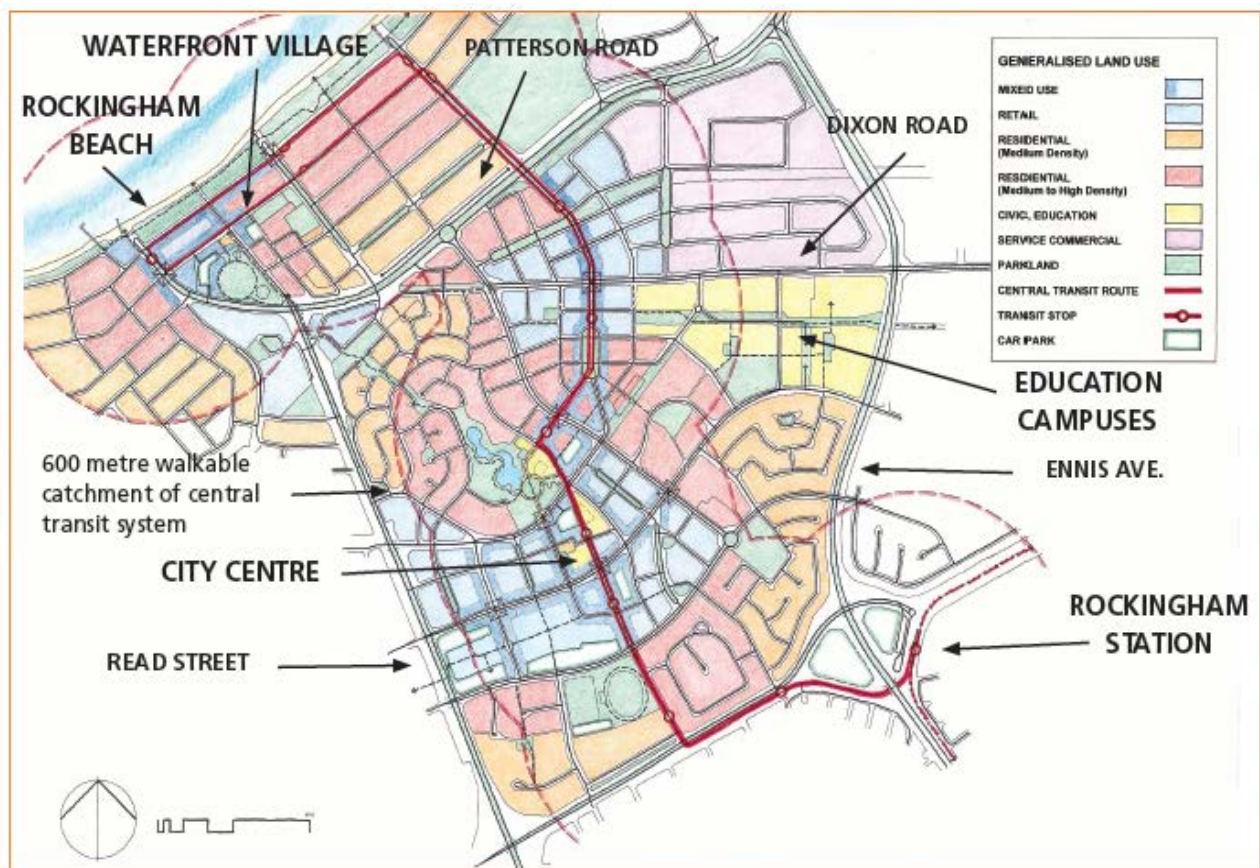 WATERFRONT VILLAGE
PATTERSON ROAD
ROCKINGHAM
BEACH
DIXON ROAD
GENERALISED LAND USE
MIXED USE
RETAIL
RESIDENTIAL
(Medium Density)
RESIDENTIAL
(Medium to High Density)
CIVIC, EDUCATION
SERVICE COMMERCIAL
PARKLAND
CENTRAL TRANSIT ROUTE
TRANSIT STOP
CAR PARK
EDUCATION
CAMPUSES
ENNIS AVE.
600 metre walkable
catchment of central
transit system
CITY CENTRE
READ STREET
ROCKINGHAM
STATION